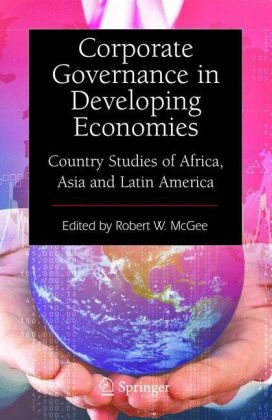 Corporate
Governance in
Developing
Economies
Country Studies of Africa,
Asia and Latin America
Edited by Robert W. McGee
Springer